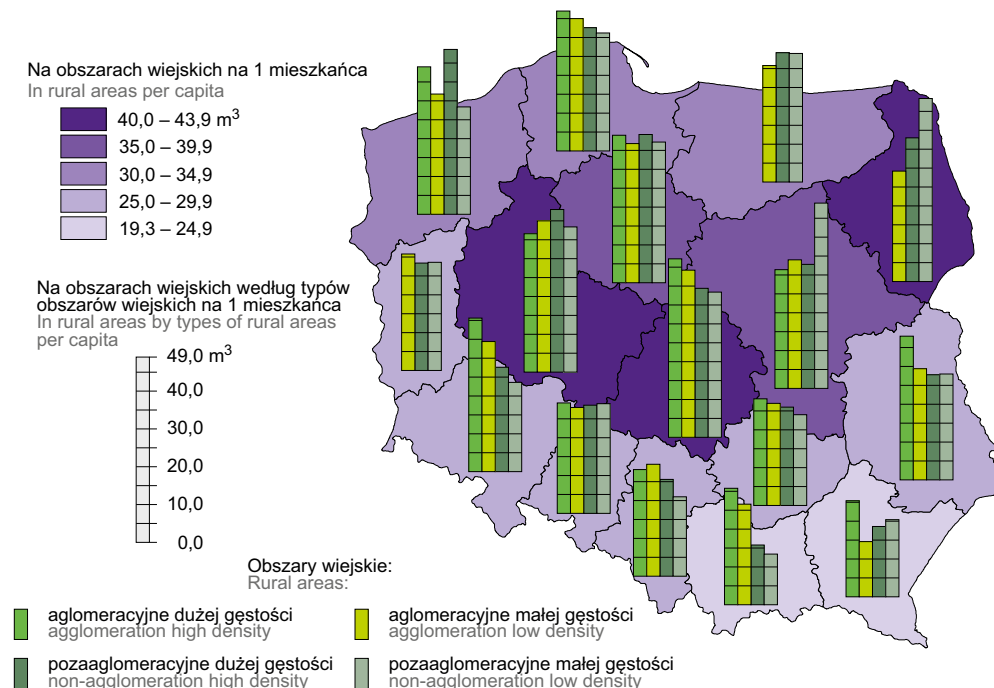 Na obszarach wiejskich na 1 mieszkańca
In rural areas per capita
40,0 – 43,9 m³
35,0 – 39,9
30,0 – 34,9
25,0 – 29,9
19,3 – 24,9
Na obszarach wiejskich według typów
obszarów wiejskich na 1 mieszkańca
In rural areas by types of rural areas
per capita
49,0 m³
40,0
30,0
20,0
10,0
0,0
Obszary wiejskie:
Rural areas:
aglomeracyjne dużej gęstości
agglomeration high density
aglomeracyjne małej gęstości
agglomeration low density
pozaaglomeracyjne dużej gęstości
non-agglomeration high density
pozaaglomeracyjne małej gęstości
non-agglomeration low density